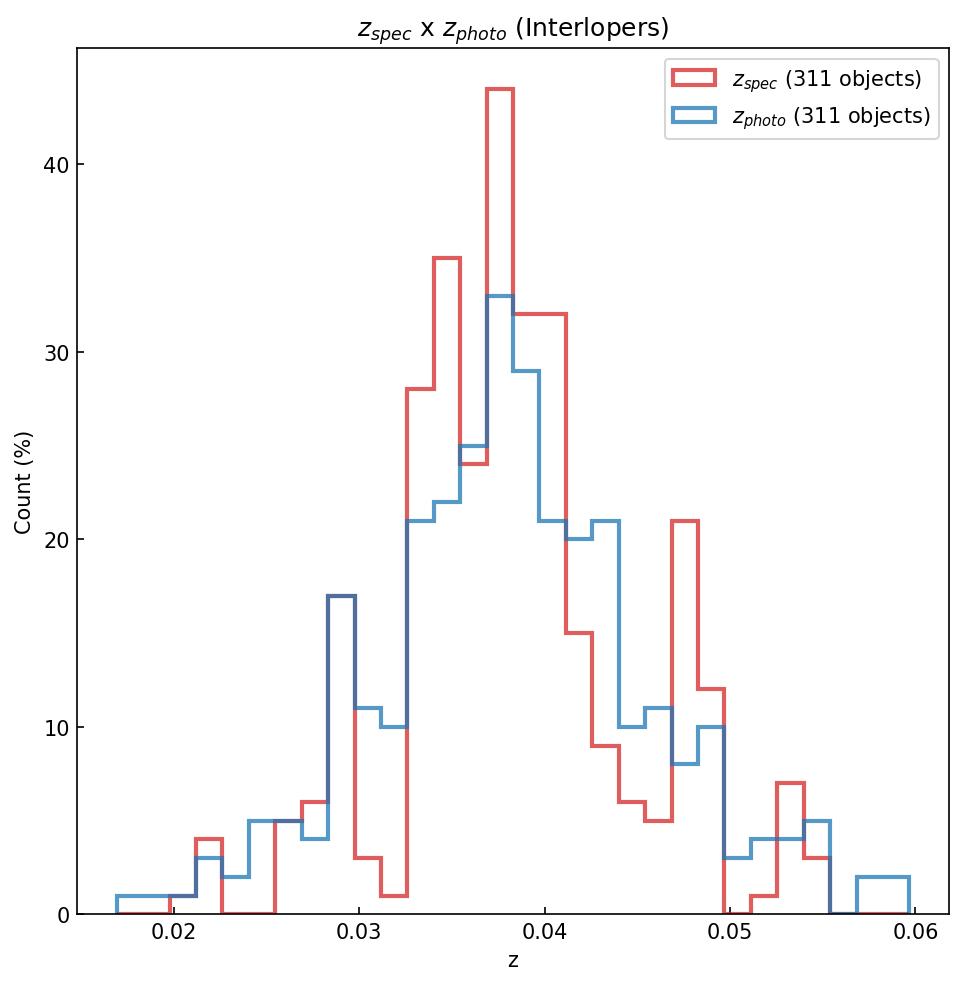 z_spec x z_photo (Interlopers)
z_spec (311 objects)
z_photo (311 objects)
Count (%)
40
30
20
10
0
0.02 0.03 0.04 0.05 0.06
z